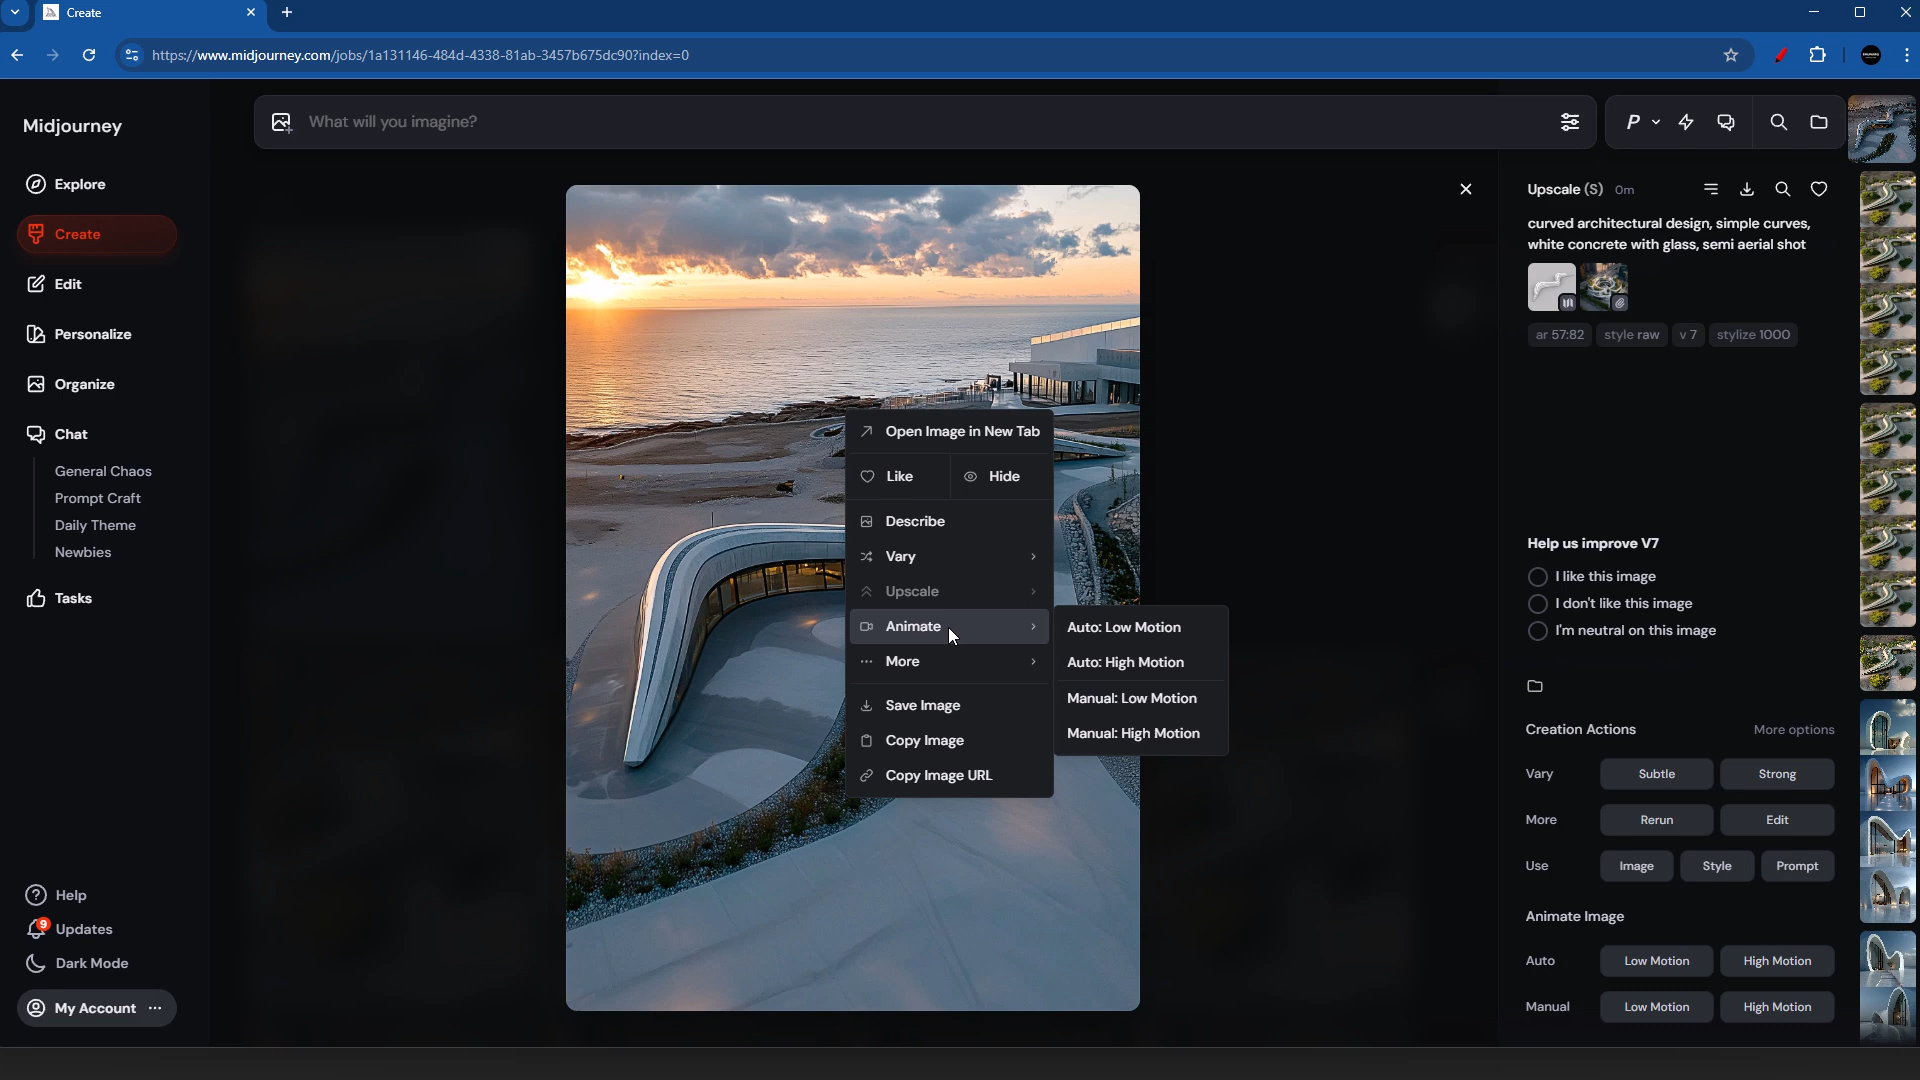 Create
https://www.midjourney.com/jobs/1a131146-484d-4338-81ab-3457b675dc90?index=0
Midjourney
Explore
Create
Edit
Personalize
Organize
Chat
General Chaos
Prompt Craft
Daily Theme
Newbies
Tasks
Help
9
Updates
Dark Mode
My Account
What will you imagine?
P
Open Image in New Tab
Like
Hide
Describe
Vary
Upscale
Animate
More
Save Image
Copy Image
Copy Image URL
Auto: Low Motion
Auto: High Motion
Manual: Low Motion
Manual: High Motion
Upscale (S) 0m
curved architectural design, simple curves,
white concrete with glass, semi aerial shot
ar 57:82 style raw v 7 stylize 1000
Help us improve V7
I like this image
I don't like this image
I'm neutral on this image
Creation Actions More options
Vary Subtle Strong
More Rerun Edit
Use Image Style Prompt
Animate Image
Auto Low Motion High Motion
Manual Low Motion High Motion